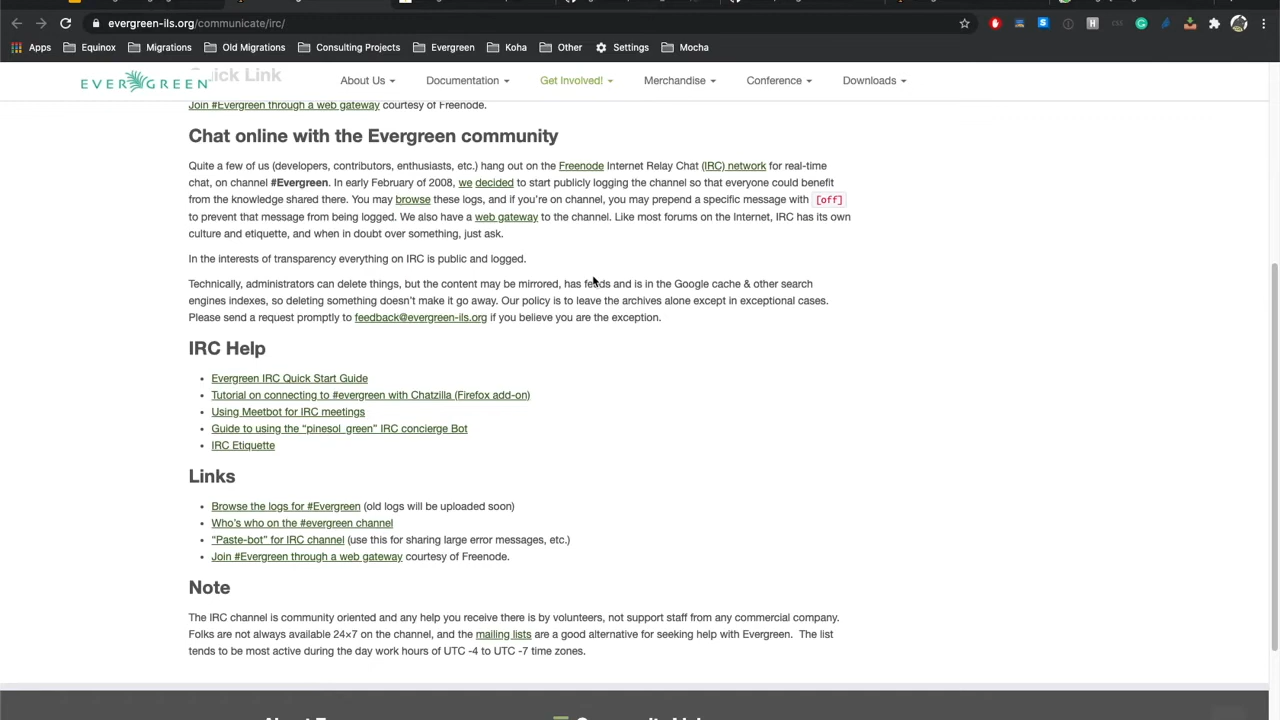 evergreen-ils.org/communicate/irc/
Apps Equinox Migrations Old Migrations Consulting Projects Evergreen Koha Other Settings Mocha
EVERGREEN Quick Link About Us Documentation Get Involved! Merchandise Conference Downloads
Join #Evergreen through a web gateway courtesy of Freenode.
Chat online with the Evergreen community
Quite a few of us (developers, contributors, enthusiasts, etc.) hang out on the Freenode Internet Relay Chat (IRC) network for real-time
chat, on channel #Evergreen. In early February of 2008, we decided to start publicly logging the channel so that everyone could benefit
from the knowledge shared there. You may browse these logs, and if you're on channel, you may prepend a specific message with [off]
to prevent that message from being logged. We also have a web gateway to the channel. Like most forums on the Internet, IRC has its own
culture and etiquette, and when in doubt over something, just ask.
In the interests of transparency everything on IRC is public and logged.
Technically, administrators can delete things, but the content may be mirrored, has feeds and is in the Google cache & other search
engines indexes, so deleting something doesn't make it go away. Our policy is to leave the archives alone except in exceptional cases.
Please send a request promptly to feedback@evergreen-ils.org if you believe you are the exception.
IRC Help
• Evergreen IRC Quick Start Guide
• Tutorial on connecting to #evergreen with Chatzilla (Firefox add-on)
• Using Meetbot for IRC meetings
• Guide to using the "pinesol_green" IRC concierge Bot
• IRC Etiquette
Links
• Browse the logs for #Evergreen (old logs will be uploaded soon)
• Who's who on the #evergreen channel
• "Paste-bot" for IRC channel (use this for sharing large error messages, etc.)
• Join #Evergreen through a web gateway courtesy of Freenode.
Note
The IRC channel is community oriented and any help you receive there is by volunteers, not support staff from any commercial company.
Folks are not always available 24×7 on the channel, and the mailing lists are a good alternative for seeking help with Evergreen. The list
tends to be most active during the day work hours of UTC -4 to UTC -7 time zones.